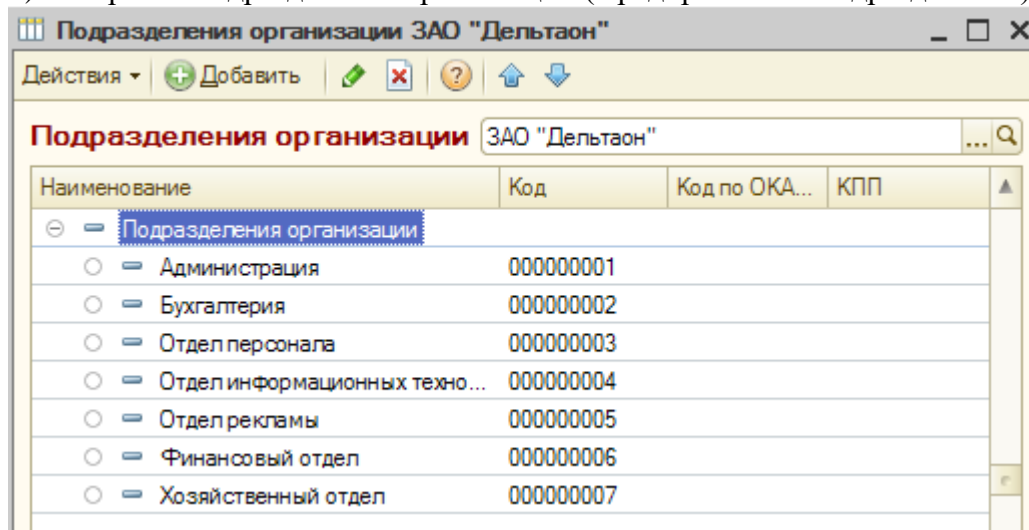 Подразделения организации ЗАО "Дельтаон"
Действия Добавить
Подразделения организации ЗАО "Дельтаон" ...
Наименование Код Код по ОКА... КПП
Подразделения организации
Администрация 000000001
Бухгалтерия 000000002
Отдел персонала 000000003
Отдел информационных техно... 000000004
Отдел рекламы 000000005
Финансовый отдел 000000006
Хозяйственный отдел 000000007